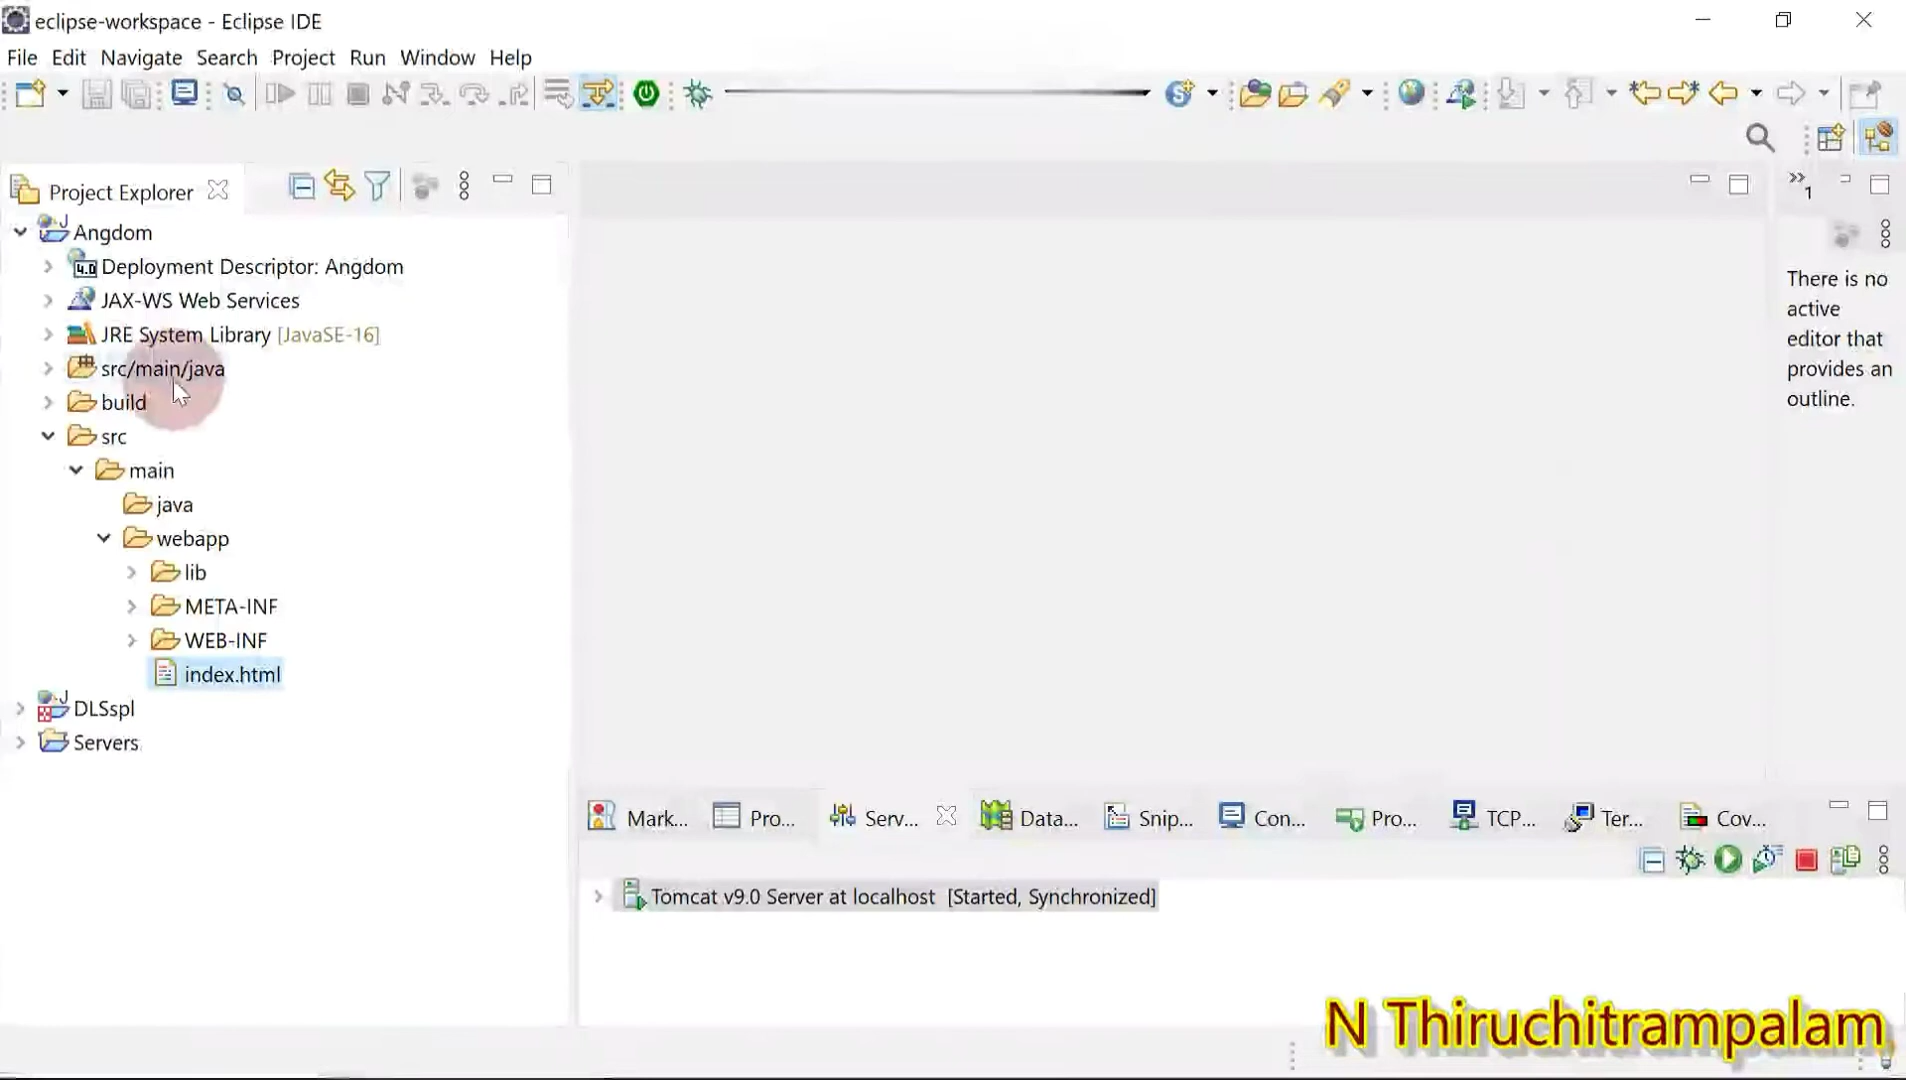 eclipse-workspace - Eclipse IDE
File Edit Navigate Search Project Run Window Help
Project Explorer
Angdom
4.0 Deployment Descriptor: Angdom
JAX-WS Web Services
JRE System Library [JavaSE-16]
src/main/java
build
src
main
java
webapp
lib
META-INF
WEB-INF
index.html
DLSspl
Servers
1
There is no
active
editor that
provides an
outline.
Mark... Pro... Serv... Data... Snip... Con... Pro... TCP... Ter... Cov...
Tomcat v9.0 Server at localhost [Started, Synchronized]
N Thiruchitrampalam